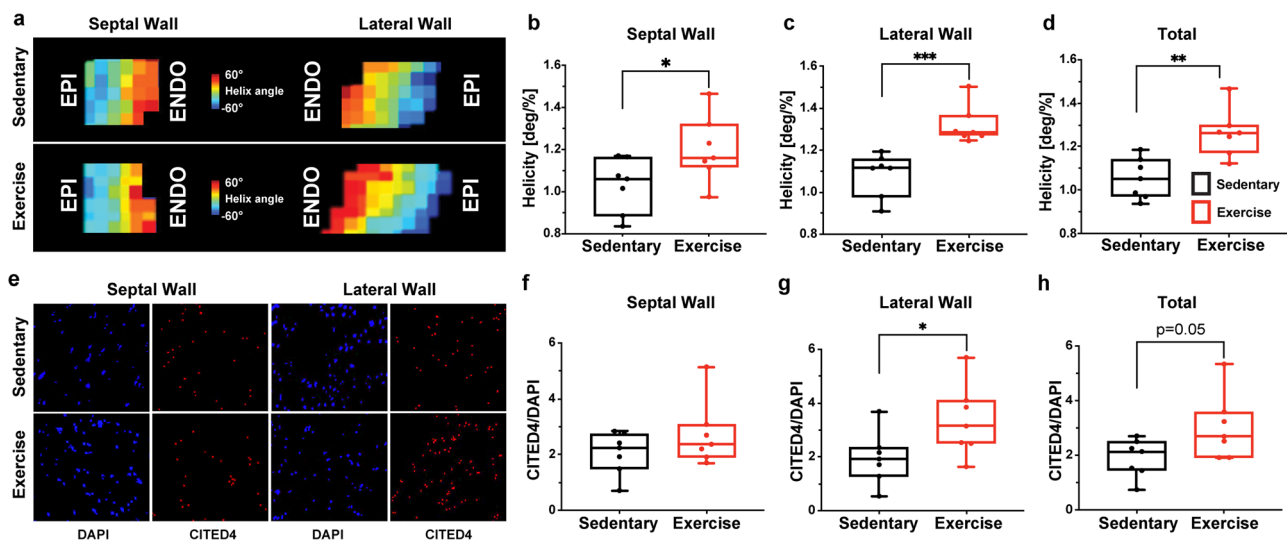 a
Septal Wall
Lateral Wall
Sedentary
EPI
ENDO
60°
Helix angle
-60°
ENDO
EPI
Exercise
EPI
ENDO
60°
Helix angle
-60°
ENDO
EPI
b
Septal Wall
*
Helicity [deg/%]
1.6
1.4
1.2
1.0
0.8
Sedentary
Exercise
c
Lateral Wall
***
Helicity [deg/%]
1.6
1.4
1.2
1.0
0.8
Sedentary
Exercise
d
Total
**
Helicity [deg/%]
1.6
1.4
1.2
1.0
0.8
Sedentary
Exercise
Sedentary
Exercise
e
Septal Wall
Lateral Wall
Sedentary
Exercise
DAPI
CITED4
DAPI
CITED4
f
Septal Wall
CITED4/DAPI
6
4
2
0
Sedentary
Exercise
g
Lateral Wall
*
CITED4/DAPI
6
4
2
0
Sedentary
Exercise
h
Total
p=0.05
CITED4/DAPI
6
4
2
0
Sedentary
Exercise